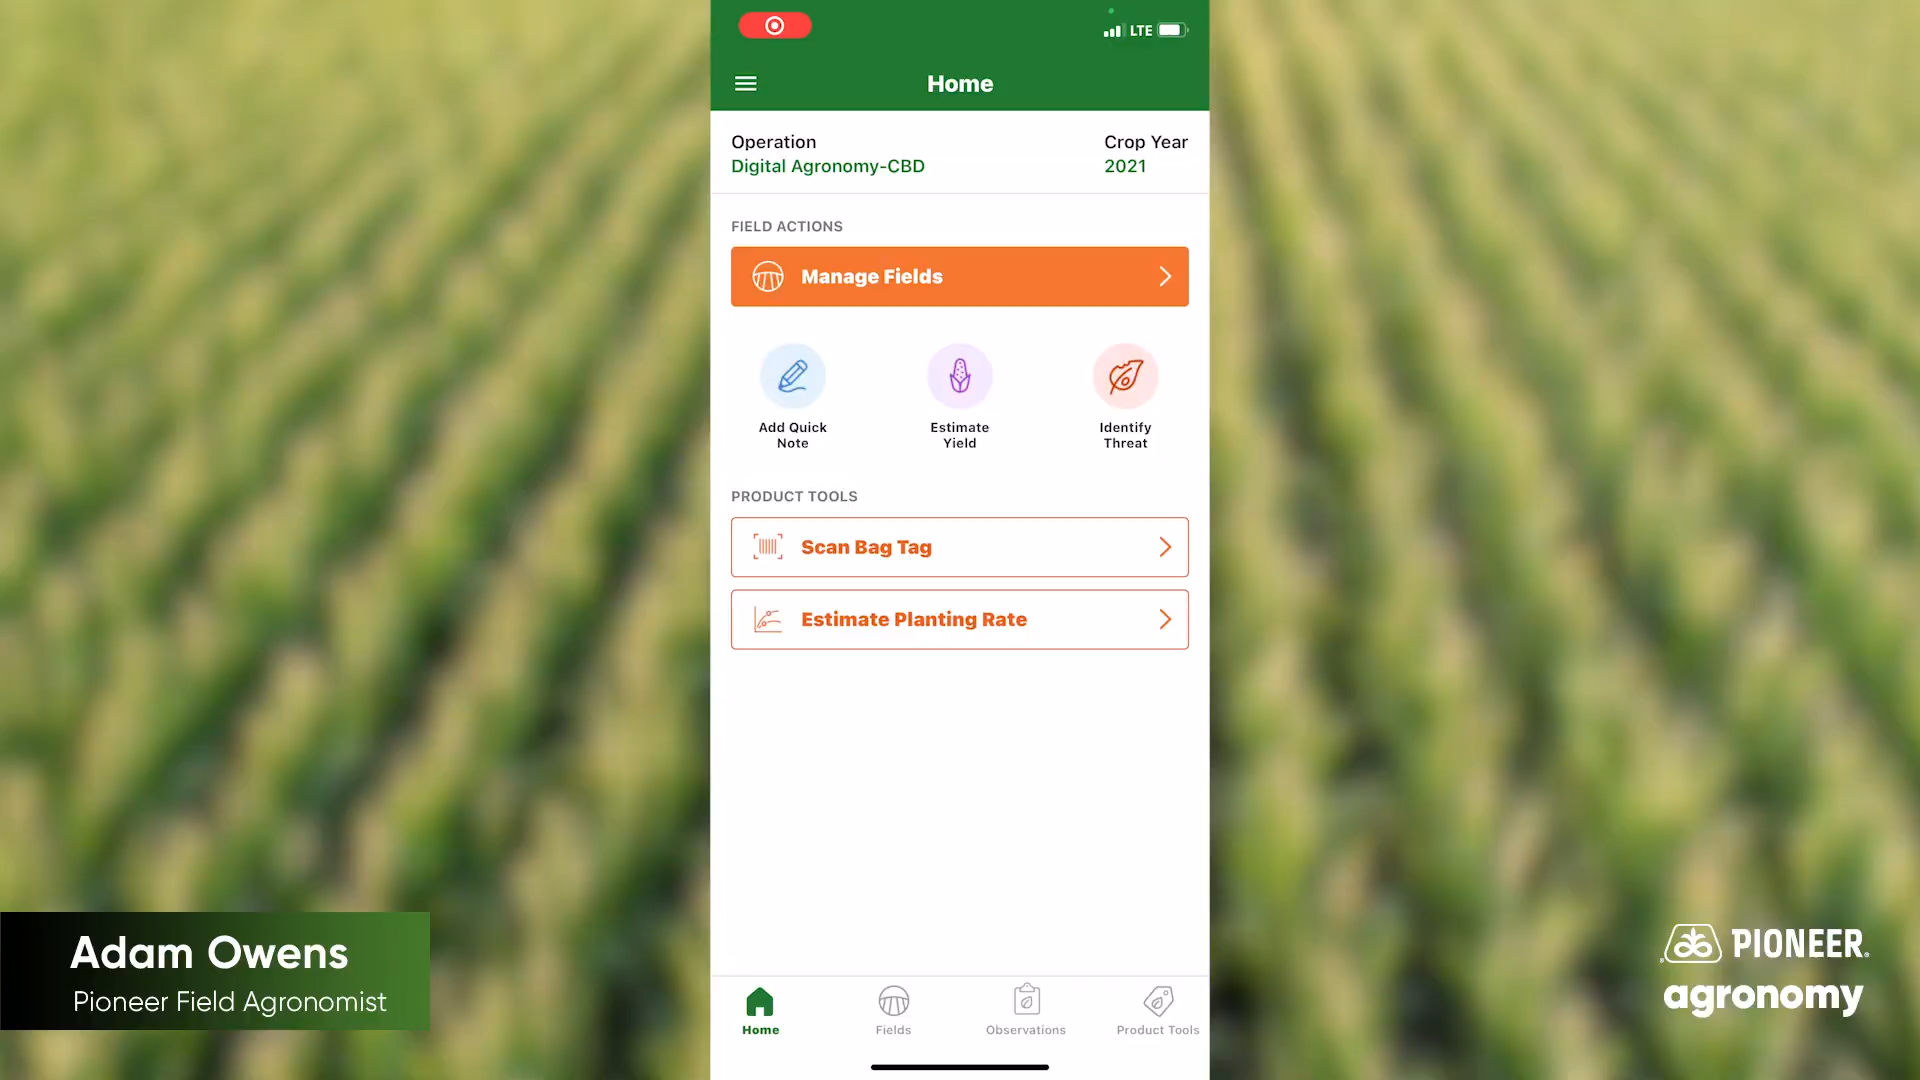 LTE
Home
Operation
Crop Year
Digital Agronomy-CBD
2021
FIELD ACTIONS
Manage Fields
Add Quick
Note
Estimate
Yield
Identify
Threat
PRODUCT TOOLS
Scan Bag Tag
Estimate Planting Rate
Home
Fields
Observations
Product Tools
Adam Owens
Pioneer Field Agronomist
PIONEER®
agronomy